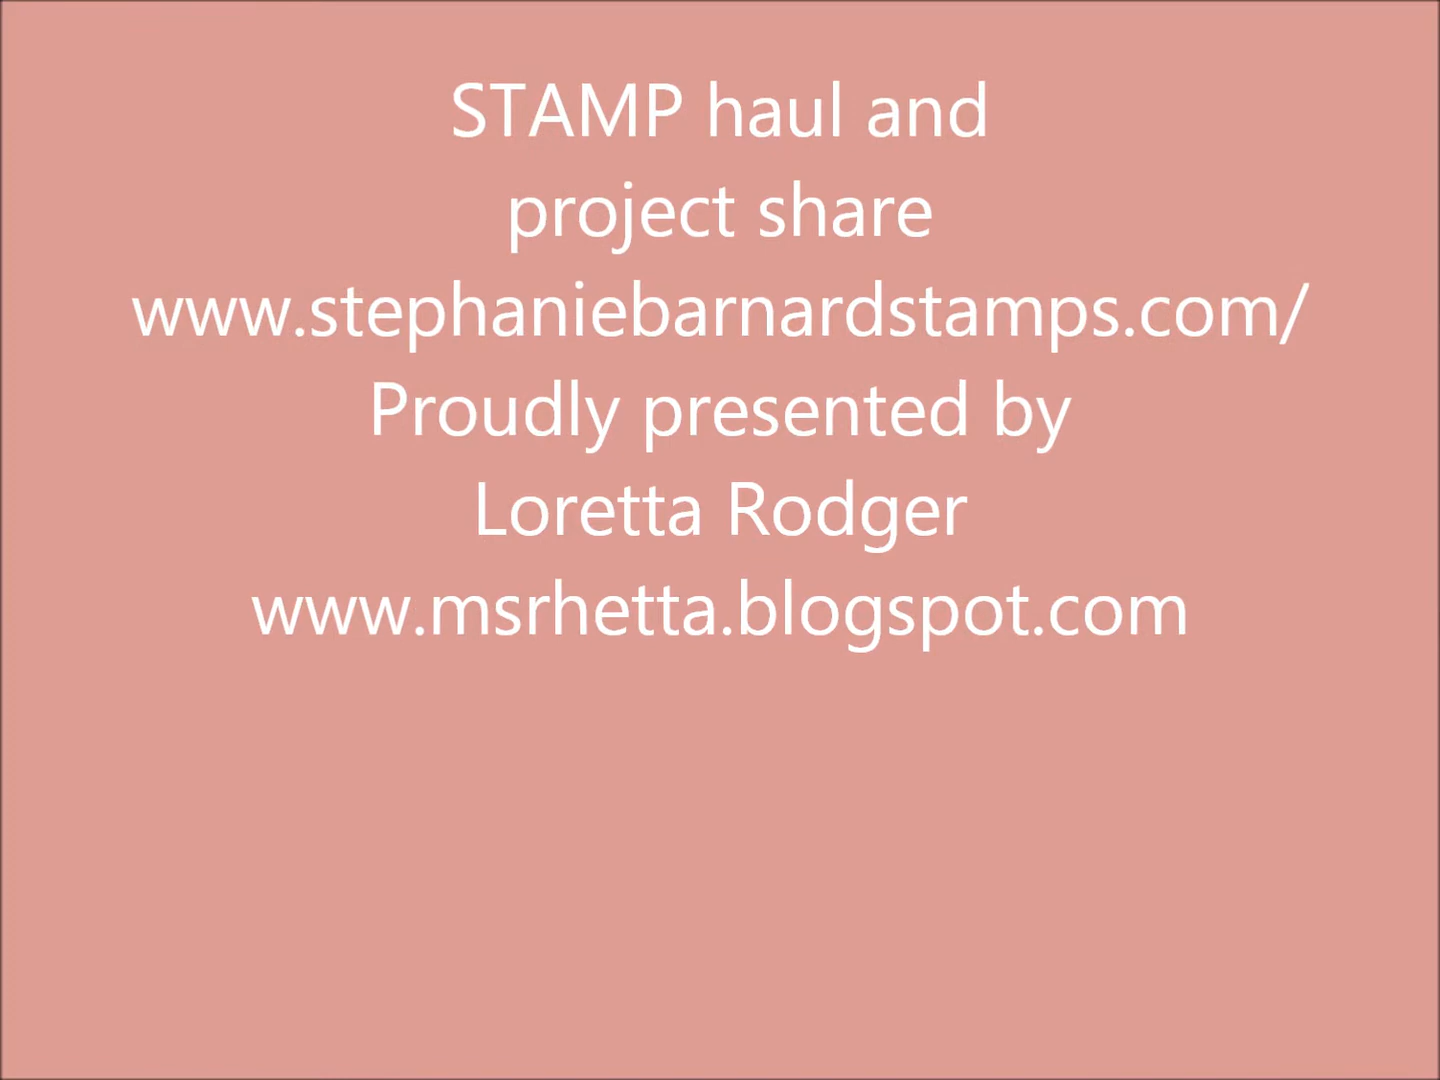 STAMP haul and
project share
www.stephaniebarnardstamps.com/
Proudly presented by
Loretta Rodger
www.msrhetta.blogspot.com